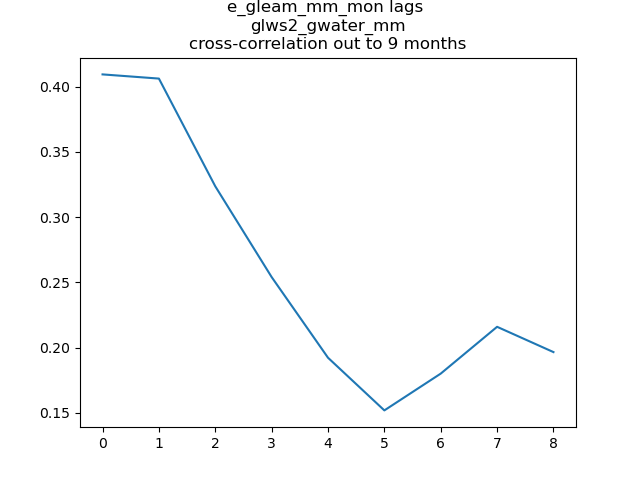 e_gleam_mm_mon lags
glws2_gwater_mm
cross-correlation out to 9 months
0.40
0.35
0.30
0.25
0.20
0.15
0 1 2 3 4 5 6 7 8